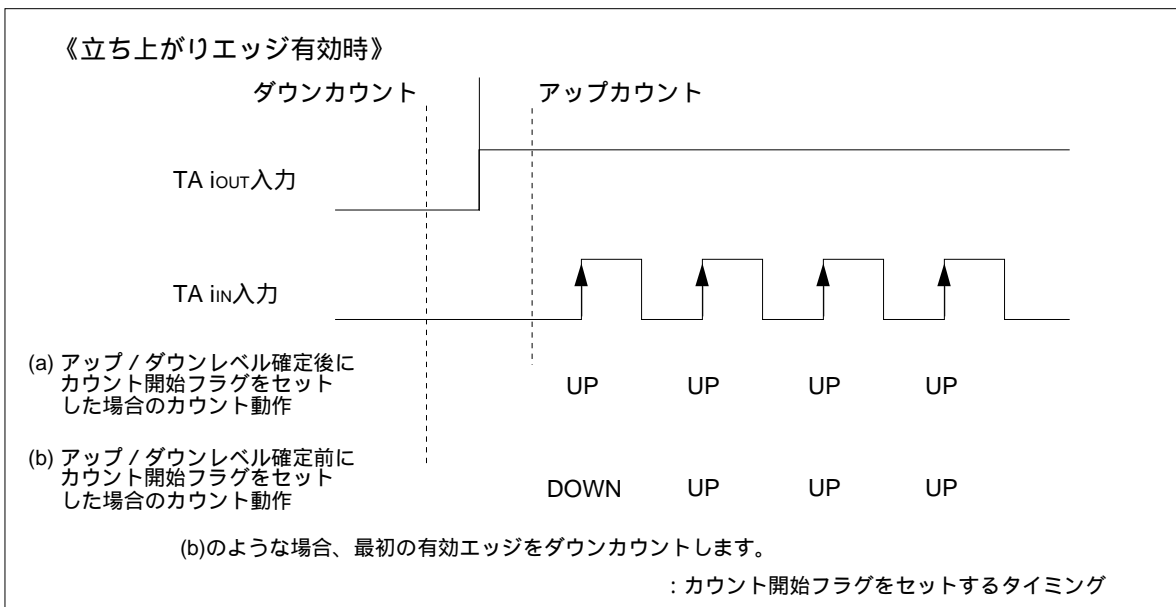 《立ち上がりエッジ有効時》
ダウンカウント
アップカウント
TA iOUT入力
TA iIN入力
(a) アップ / ダウンレベル確定後に
カウント開始フラグをセット
した場合のカウント動作
UP UP UP UP
(b) アップ / ダウンレベル確定前に
カウント開始フラグをセット
した場合のカウント動作
DOWN UP UP UP
(b)のような場合、最初の有効エッジをダウンカウントします。
: カウント開始フラグをセットするタイミング